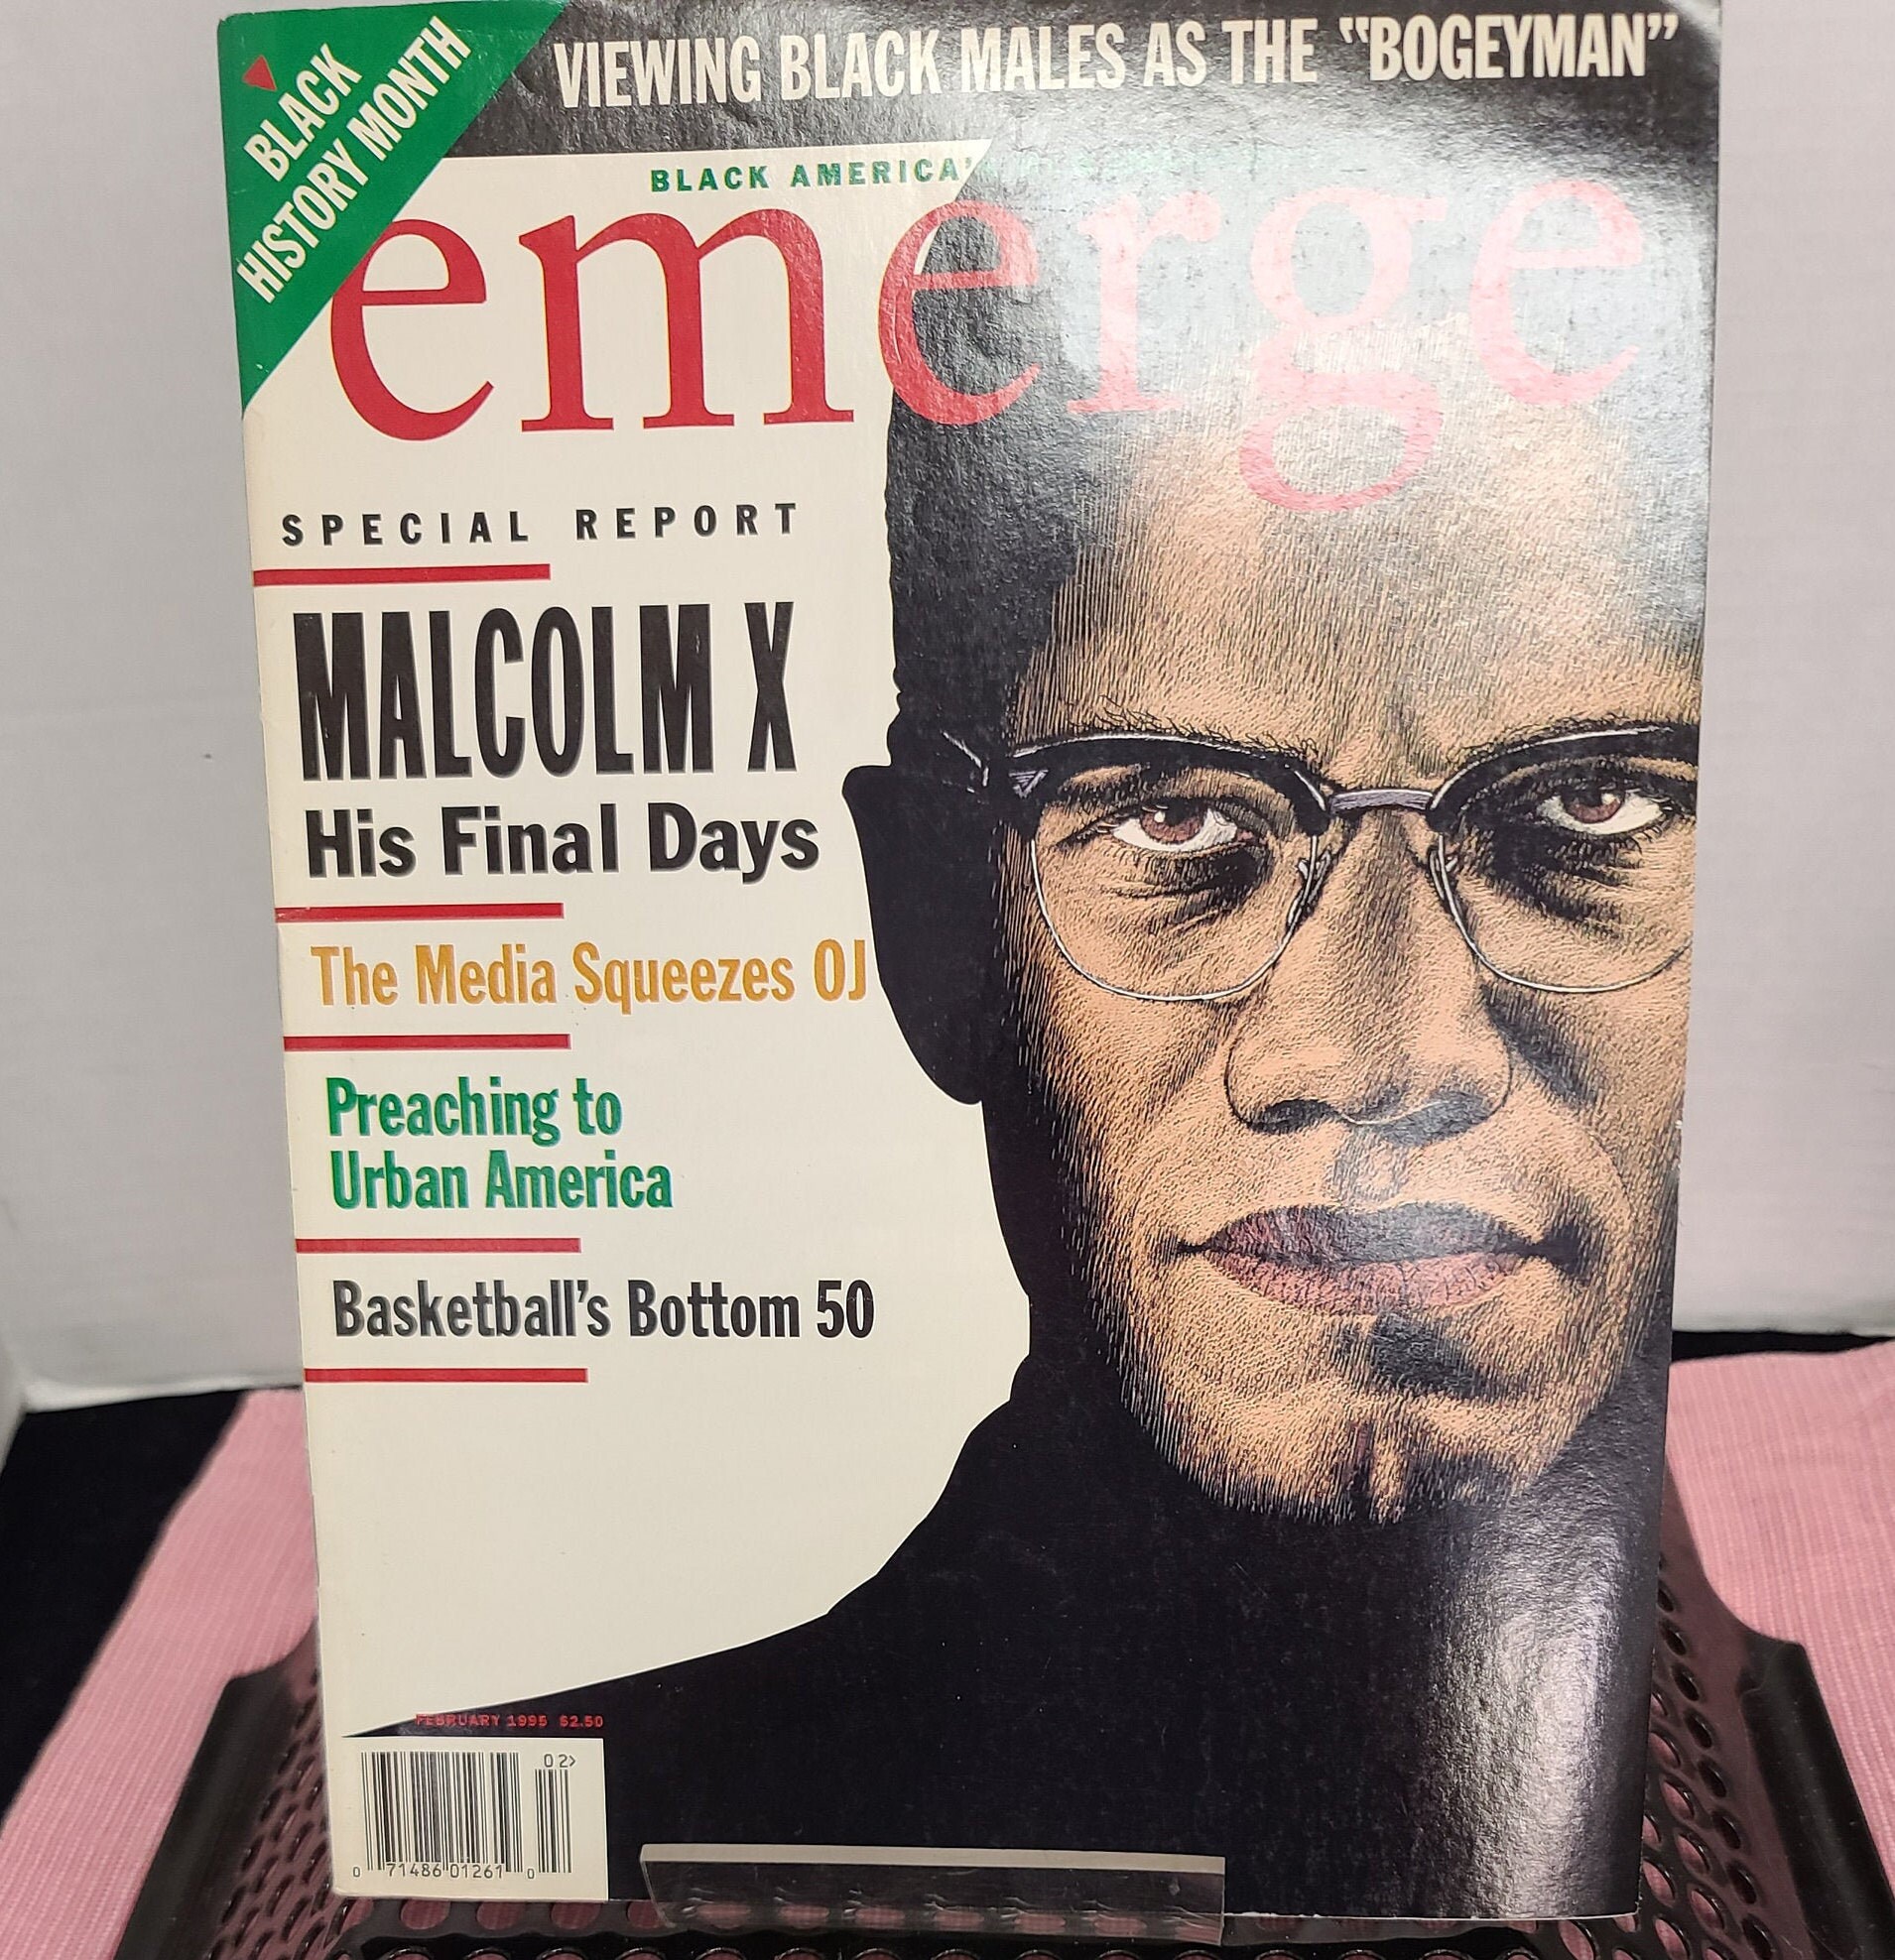 BLACK
HISTORY MONTH
VIEWING BLACK MALES AS THE "BOGEYMAN"
BLACK AMERICA'
emerge
SPECIAL REPORT
MALCOLM X
His Final Days
The Media Squeezes OJ
Preaching to
Urban America
Basketball's Bottom 50
FEBRUARY 1995 $2.50
02>
0 71486 01261 0